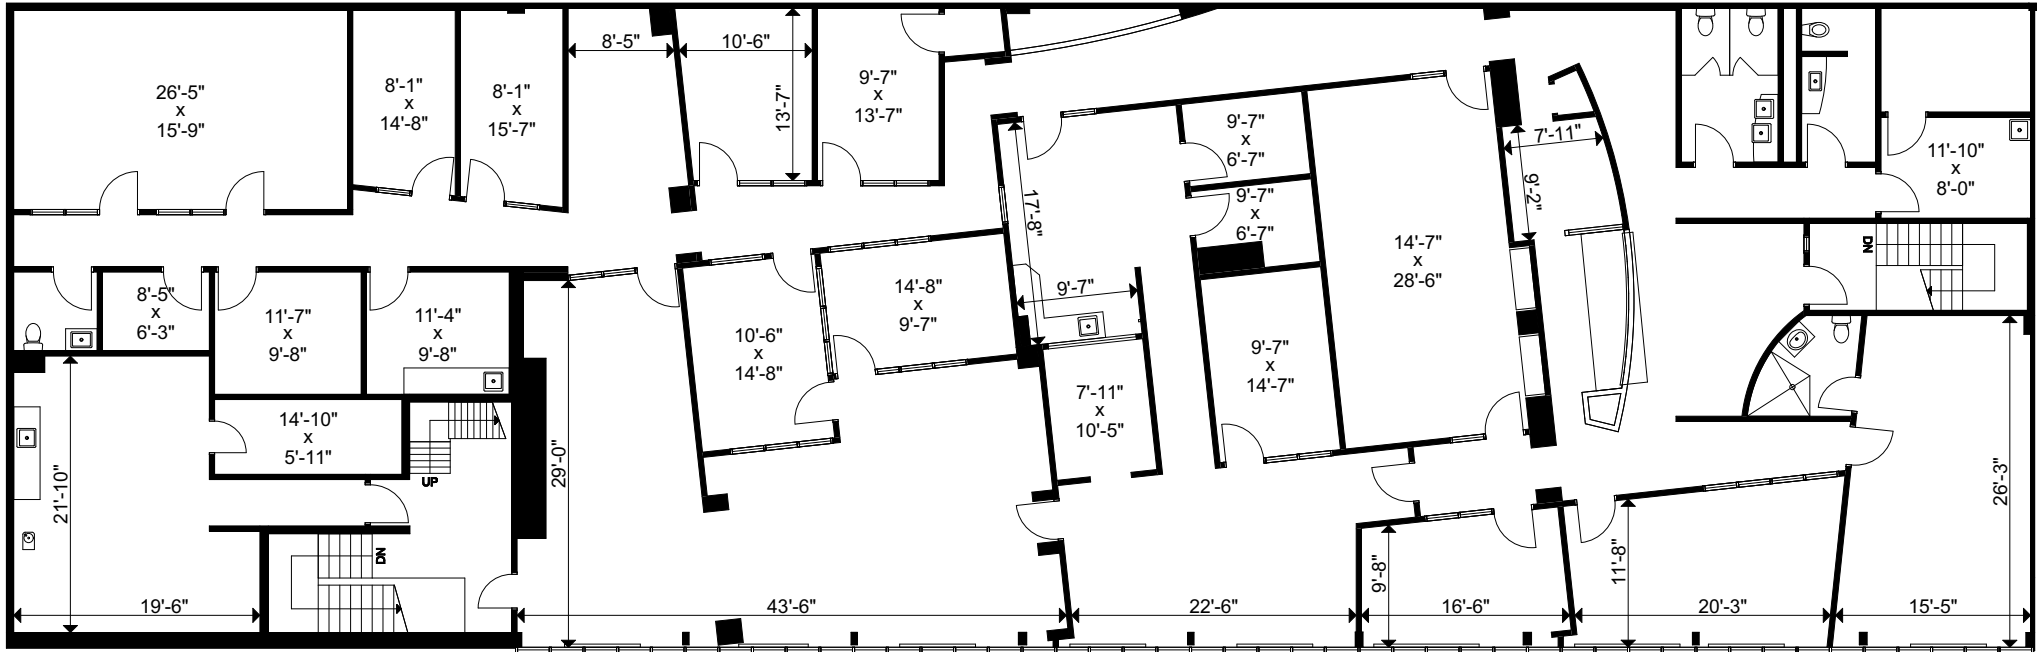 8'-5"
10'-6"
26'-5"
x
15'-9"
8'-1"
x
14'-8"
8'-1"
x
15'-7"
13'-7"
9'-7"
x
13'-7"
9'-7"
x
6'-7"
7'-11"
11'-10"
x
8'-0"
17'-8"
9'-7"
x
6'-7"
9'-2"
14'-7"
x
28'-6"
DN
8'-5"
x
6'-3"
11'-7"
x
9'-8"
11'-4"
x
9'-8"
14'-8"
x
9'-7"
9'-7"
10'-6"
x
14'-8"
9'-7"
x
14'-7"
7'-11"
x
10'-5"
14'-10"
x
5'-11"
UP
29'-0"
21'-10"
26'-3"
DN
9'-8"
11'-8"
19'-6"
43'-6"
22'-6"
16'-6"
20'-3"
15'-5"